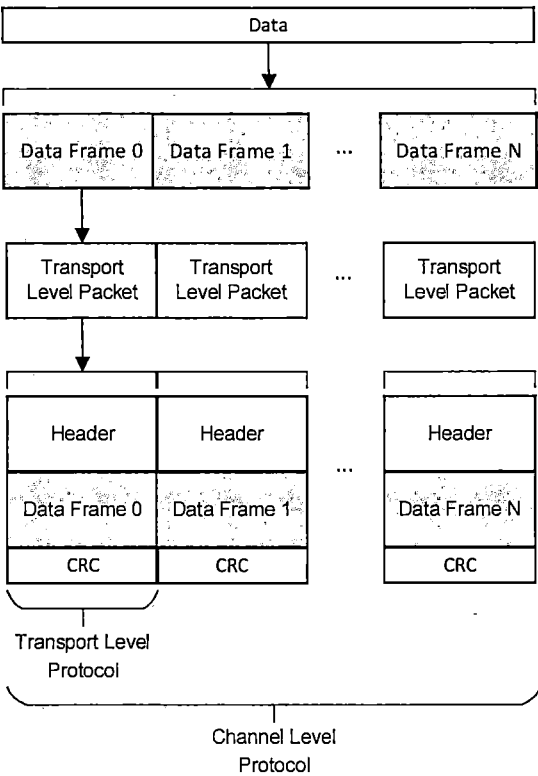 Data
Data Frame 0 Data Frame 1 ... Data Frame N
Transport Transport Transport
Level Packet Level Packet ... Level Packet
Header Header Header
...
Data Frame 0 Data Frame 1 Data Frame N
CRC CRC CRC
Transport Level
Protocol
Channel Level
Protocol